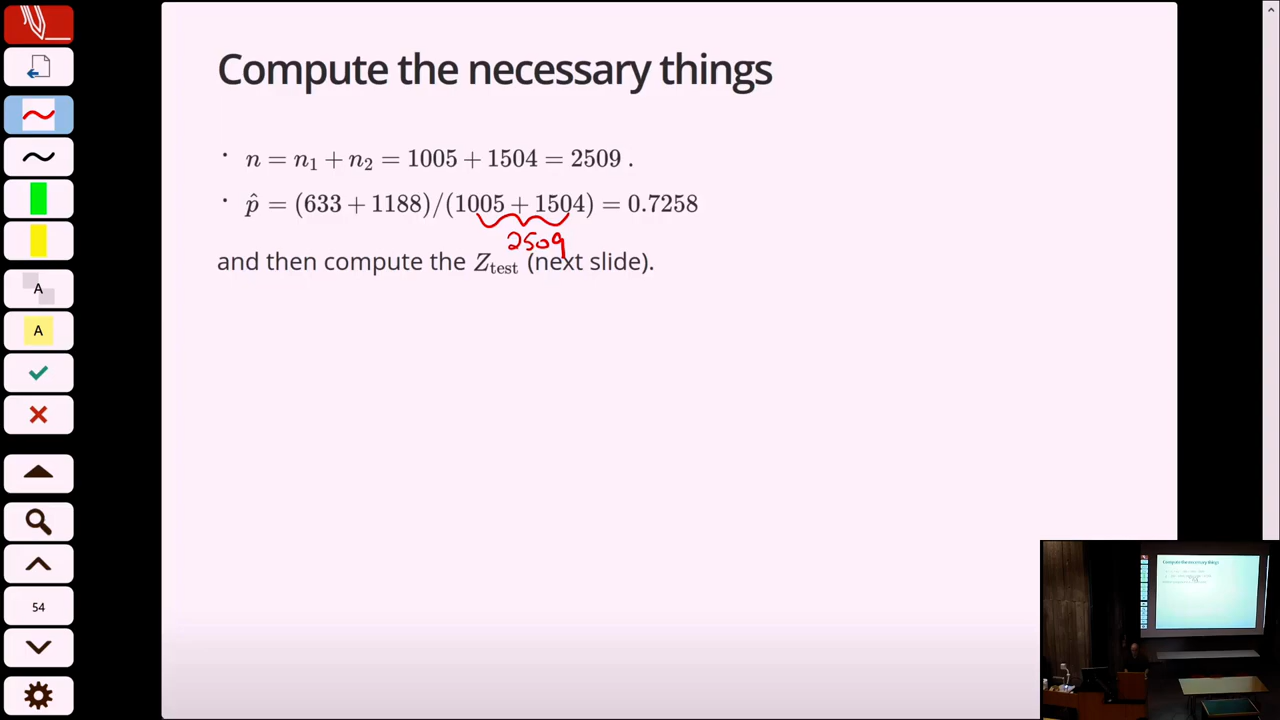 Compute the necessary things
· n = n₁ + n₂ = 1005 + 1504 = 2509 .
· p̂ = (633 + 1188)/(1005 + 1504) = 0.7258
2509
and then compute the Z_test (next slide).
A
A
54